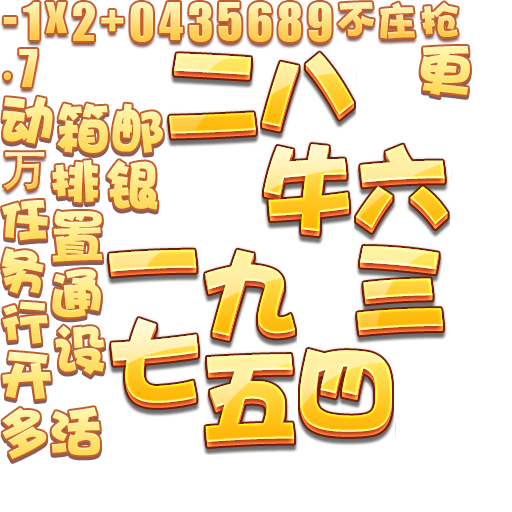 -1X2+0435689不庄抢
.7
二八
更
动箱邮
牛六
万排银
任置
一九三
务通
行设
七五四
开
多活